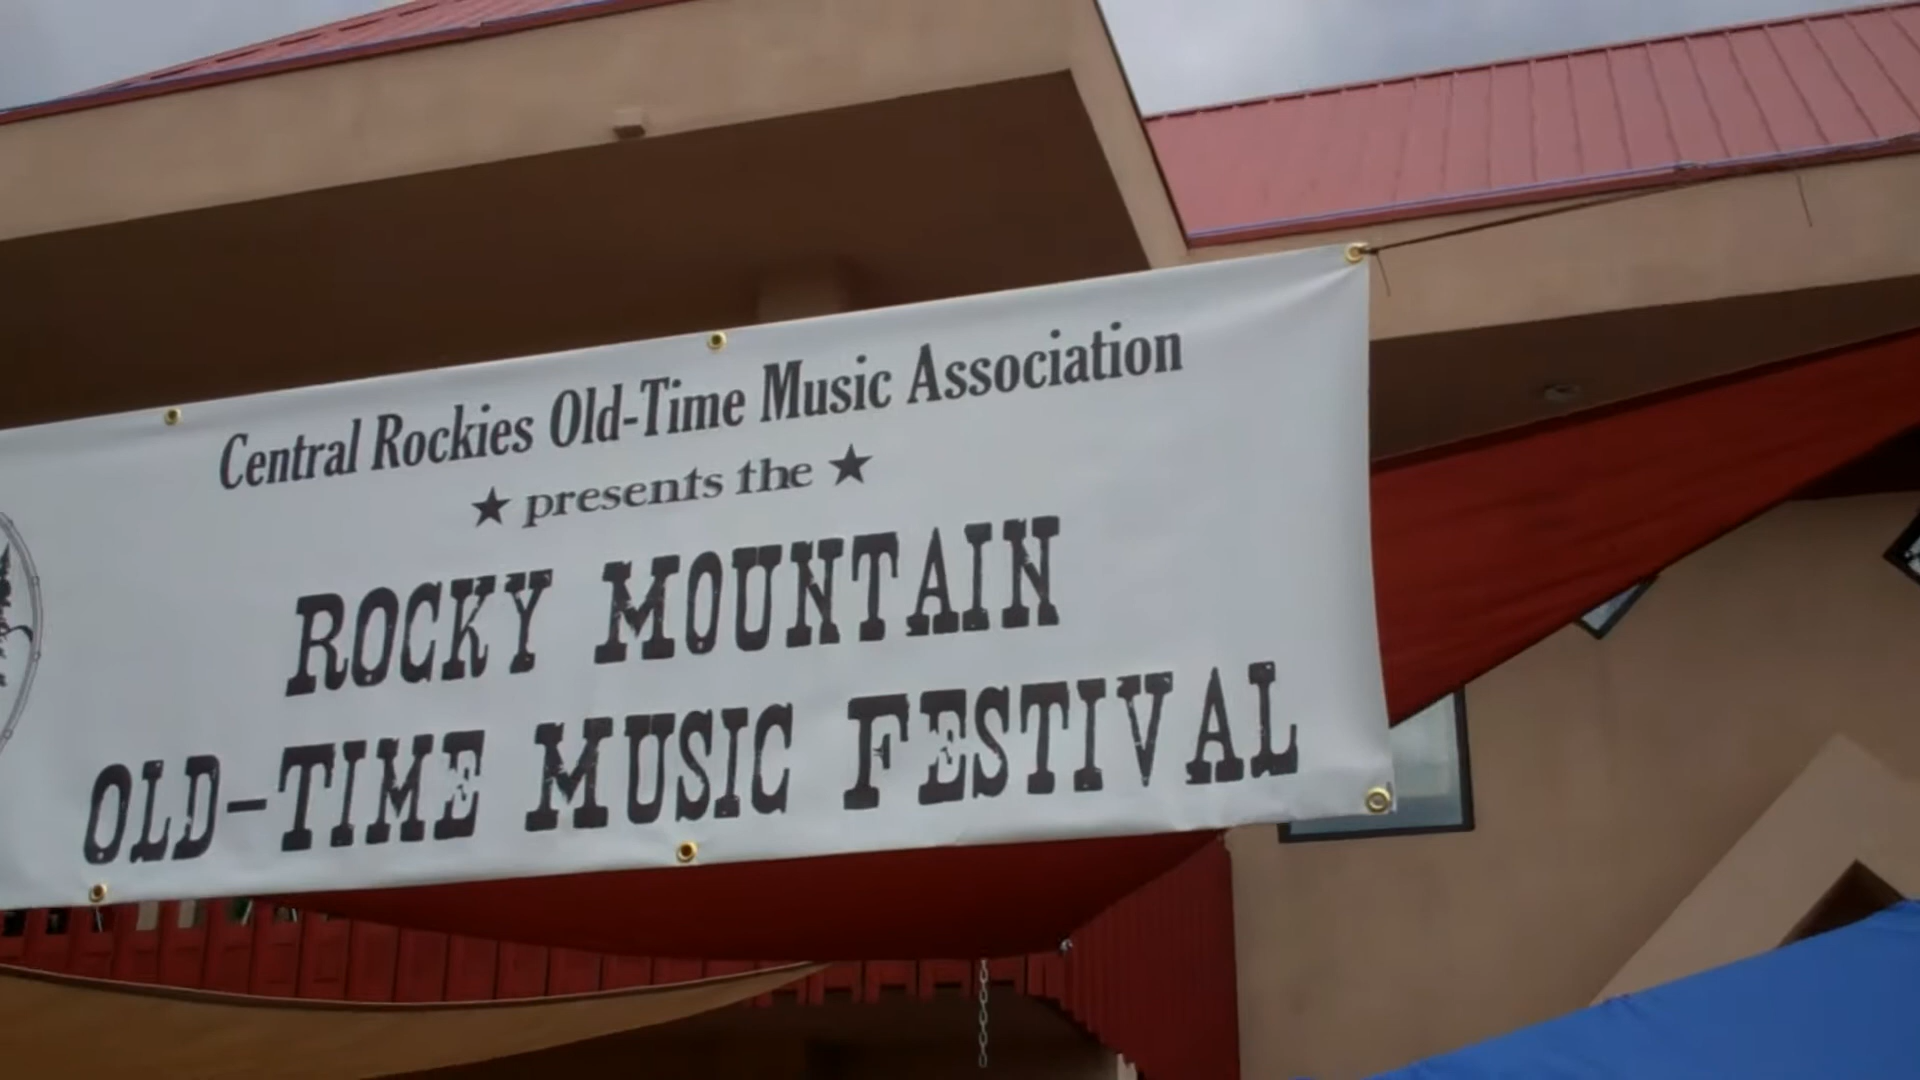 Central Rockies Old-Time Music Association
★ presents the ★
ROCKY MOUNTAIN
OLD-TIME MUSIC FESTIVAL